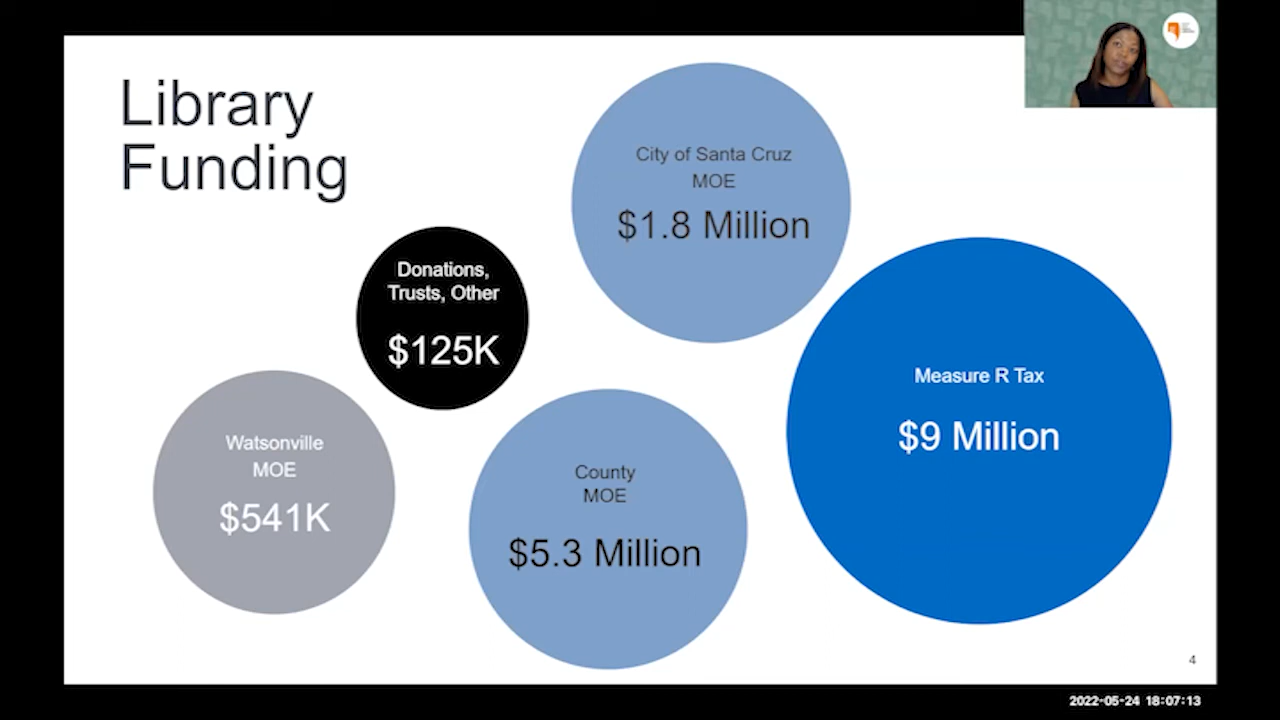 Library
Funding
City of Santa Cruz
MOE
$1.8 Million
Donations,
Trusts, Other
$125K
Measure R Tax
$9 Million
Watsonville
MOE
$541K
County
MOE
$5.3 Million
4
2022-05-24 18:07:13